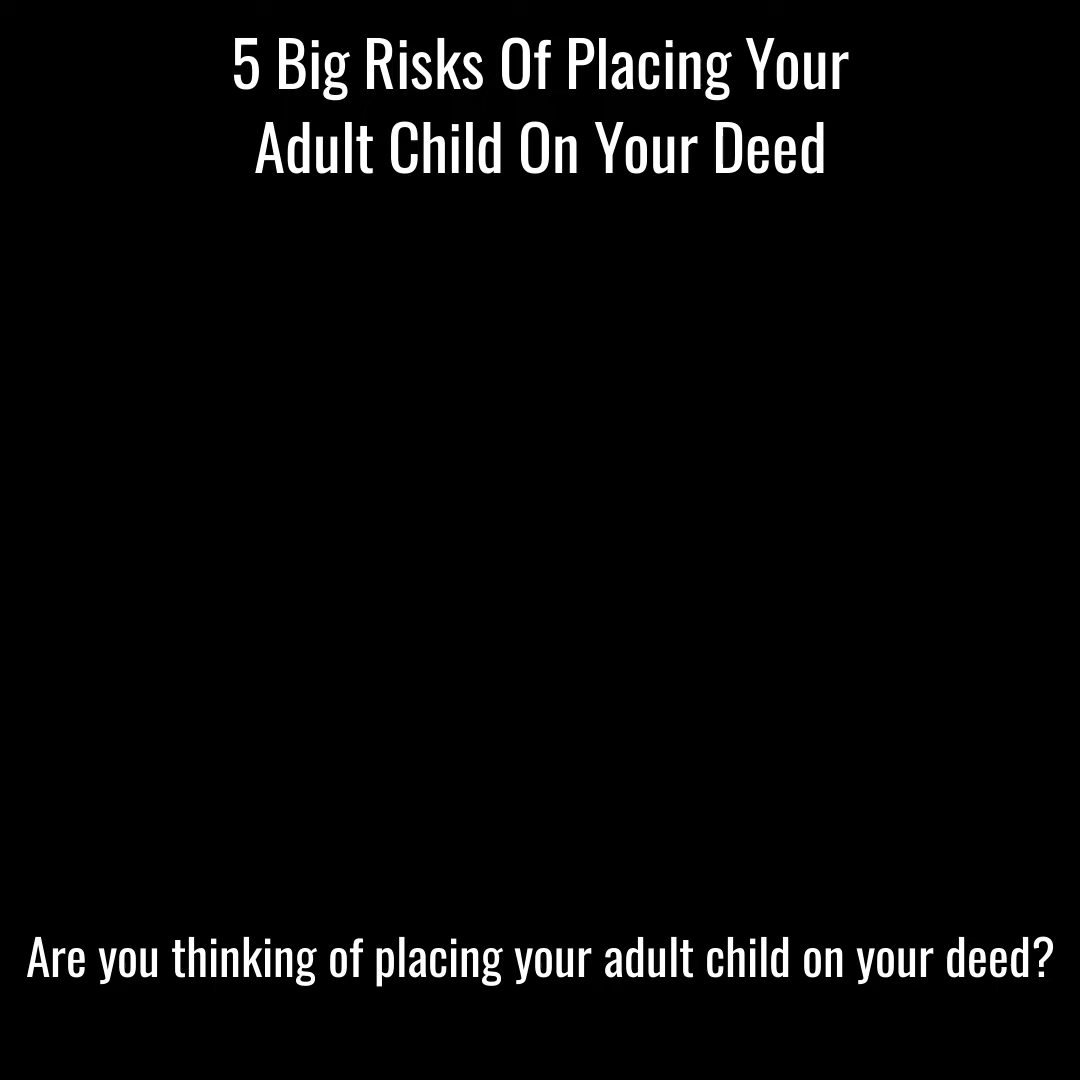 5 Big Risks Of Placing Your
Adult Child On Your Deed
Are you thinking of placing your adult child on your deed?